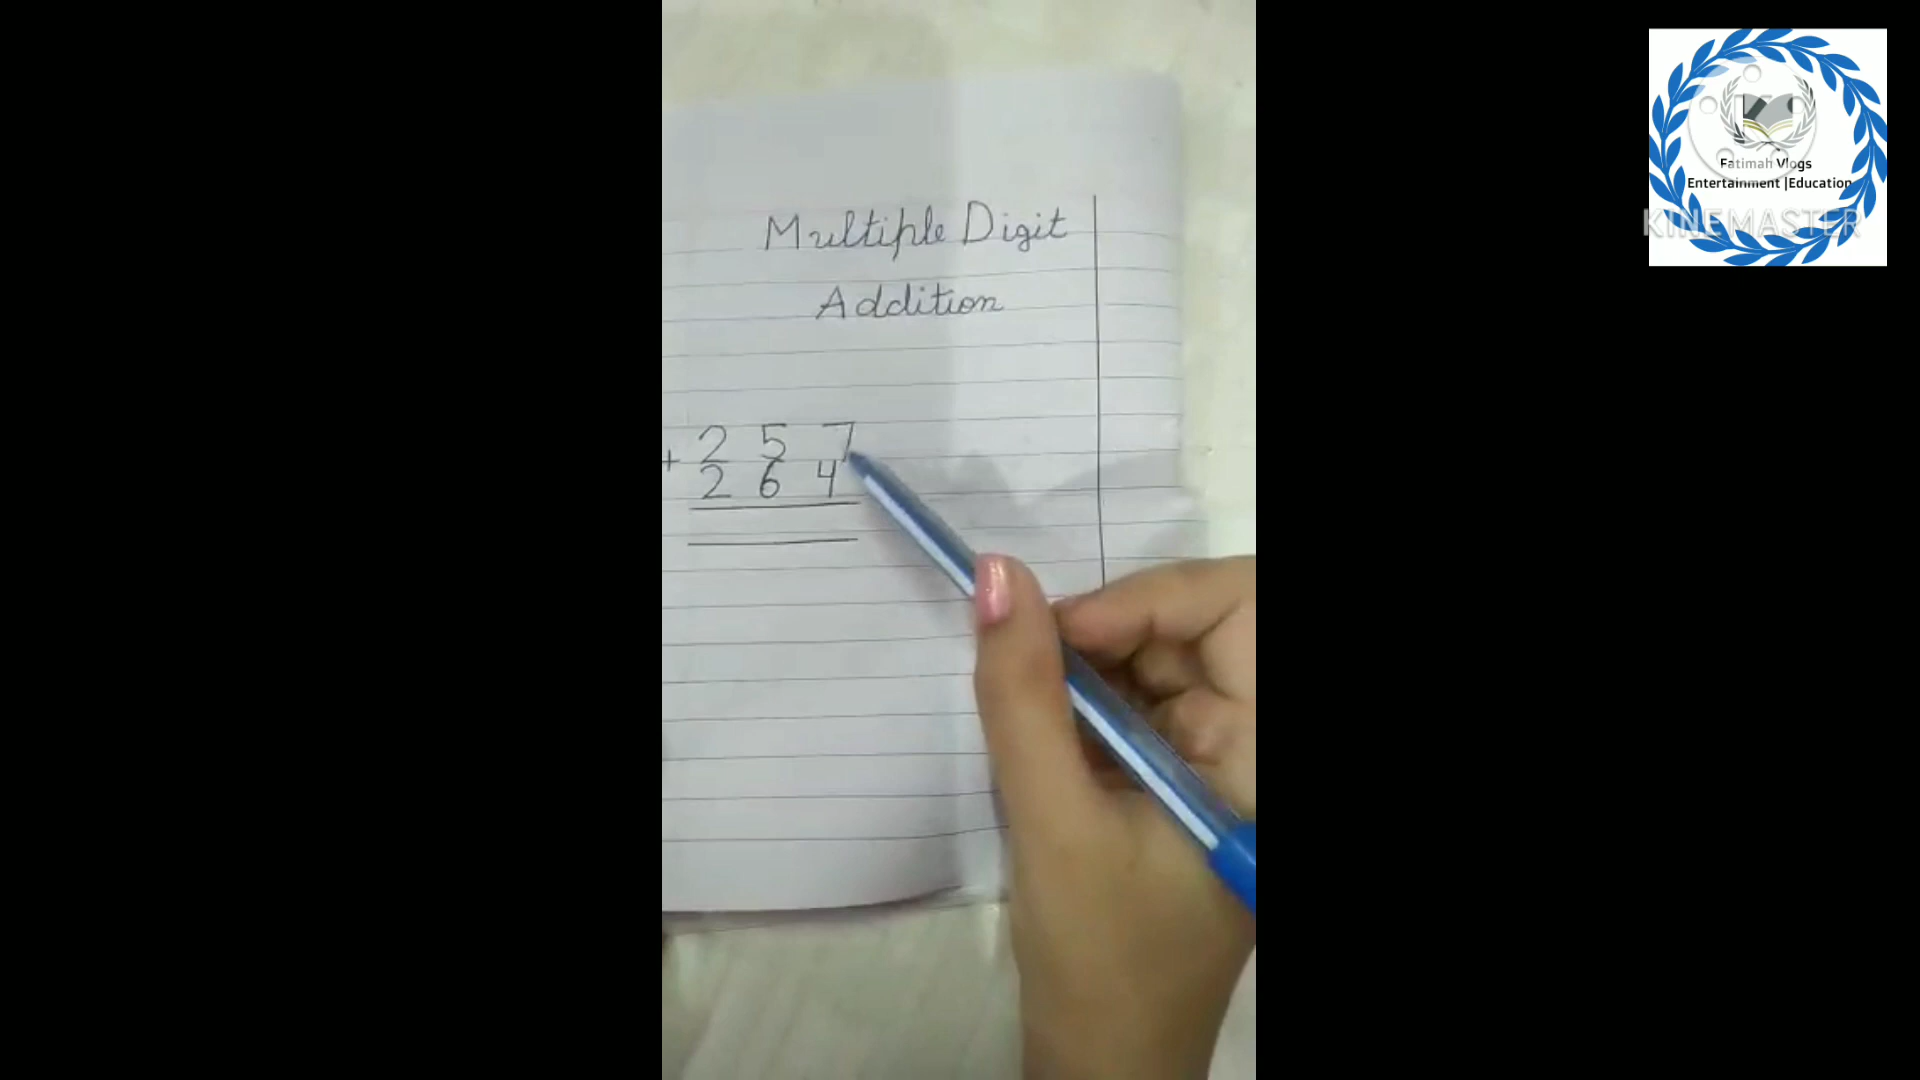 Multiple Digit
Addition
2 5 7
+ 2 6 4
Fatimah Vlogs
Entertainment |Education
KINEMASTER